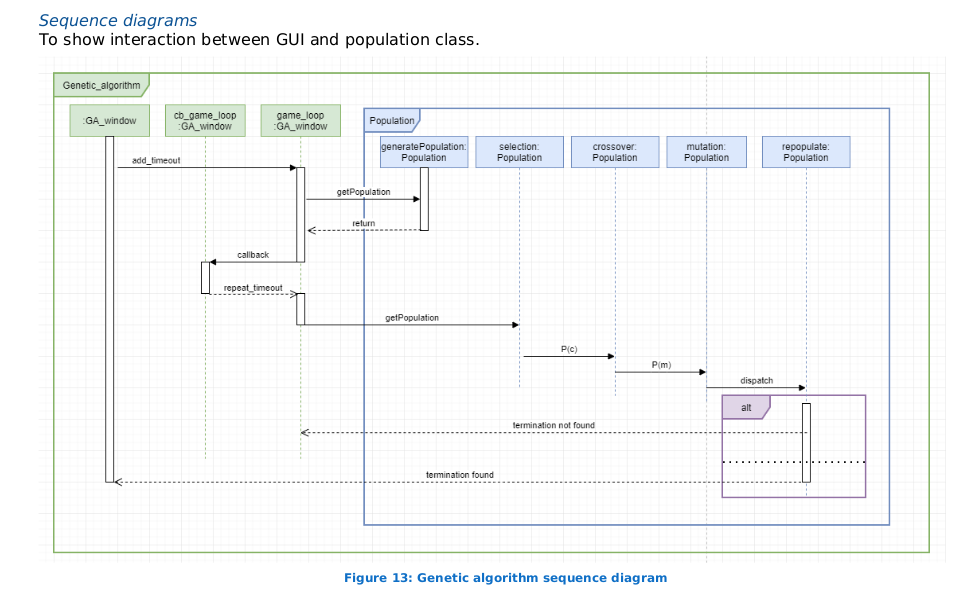 Sequence diagrams
To show interaction between GUI and population class.
Genetic_algorithm
:GA_window
cb_game_loop
:GA_window
game_loop
:GA_window
Population
generatePopulation:
Population
selection:
Population
crossover:
Population
mutation:
Population
repopulate:
Population
add_timeout
getPopulation
return
callback
repeat_timeout
getPopulation
P(c)
P(m)
dispatch
alt
termination not found
termination found
Figure 13: Genetic algorithm sequence diagram